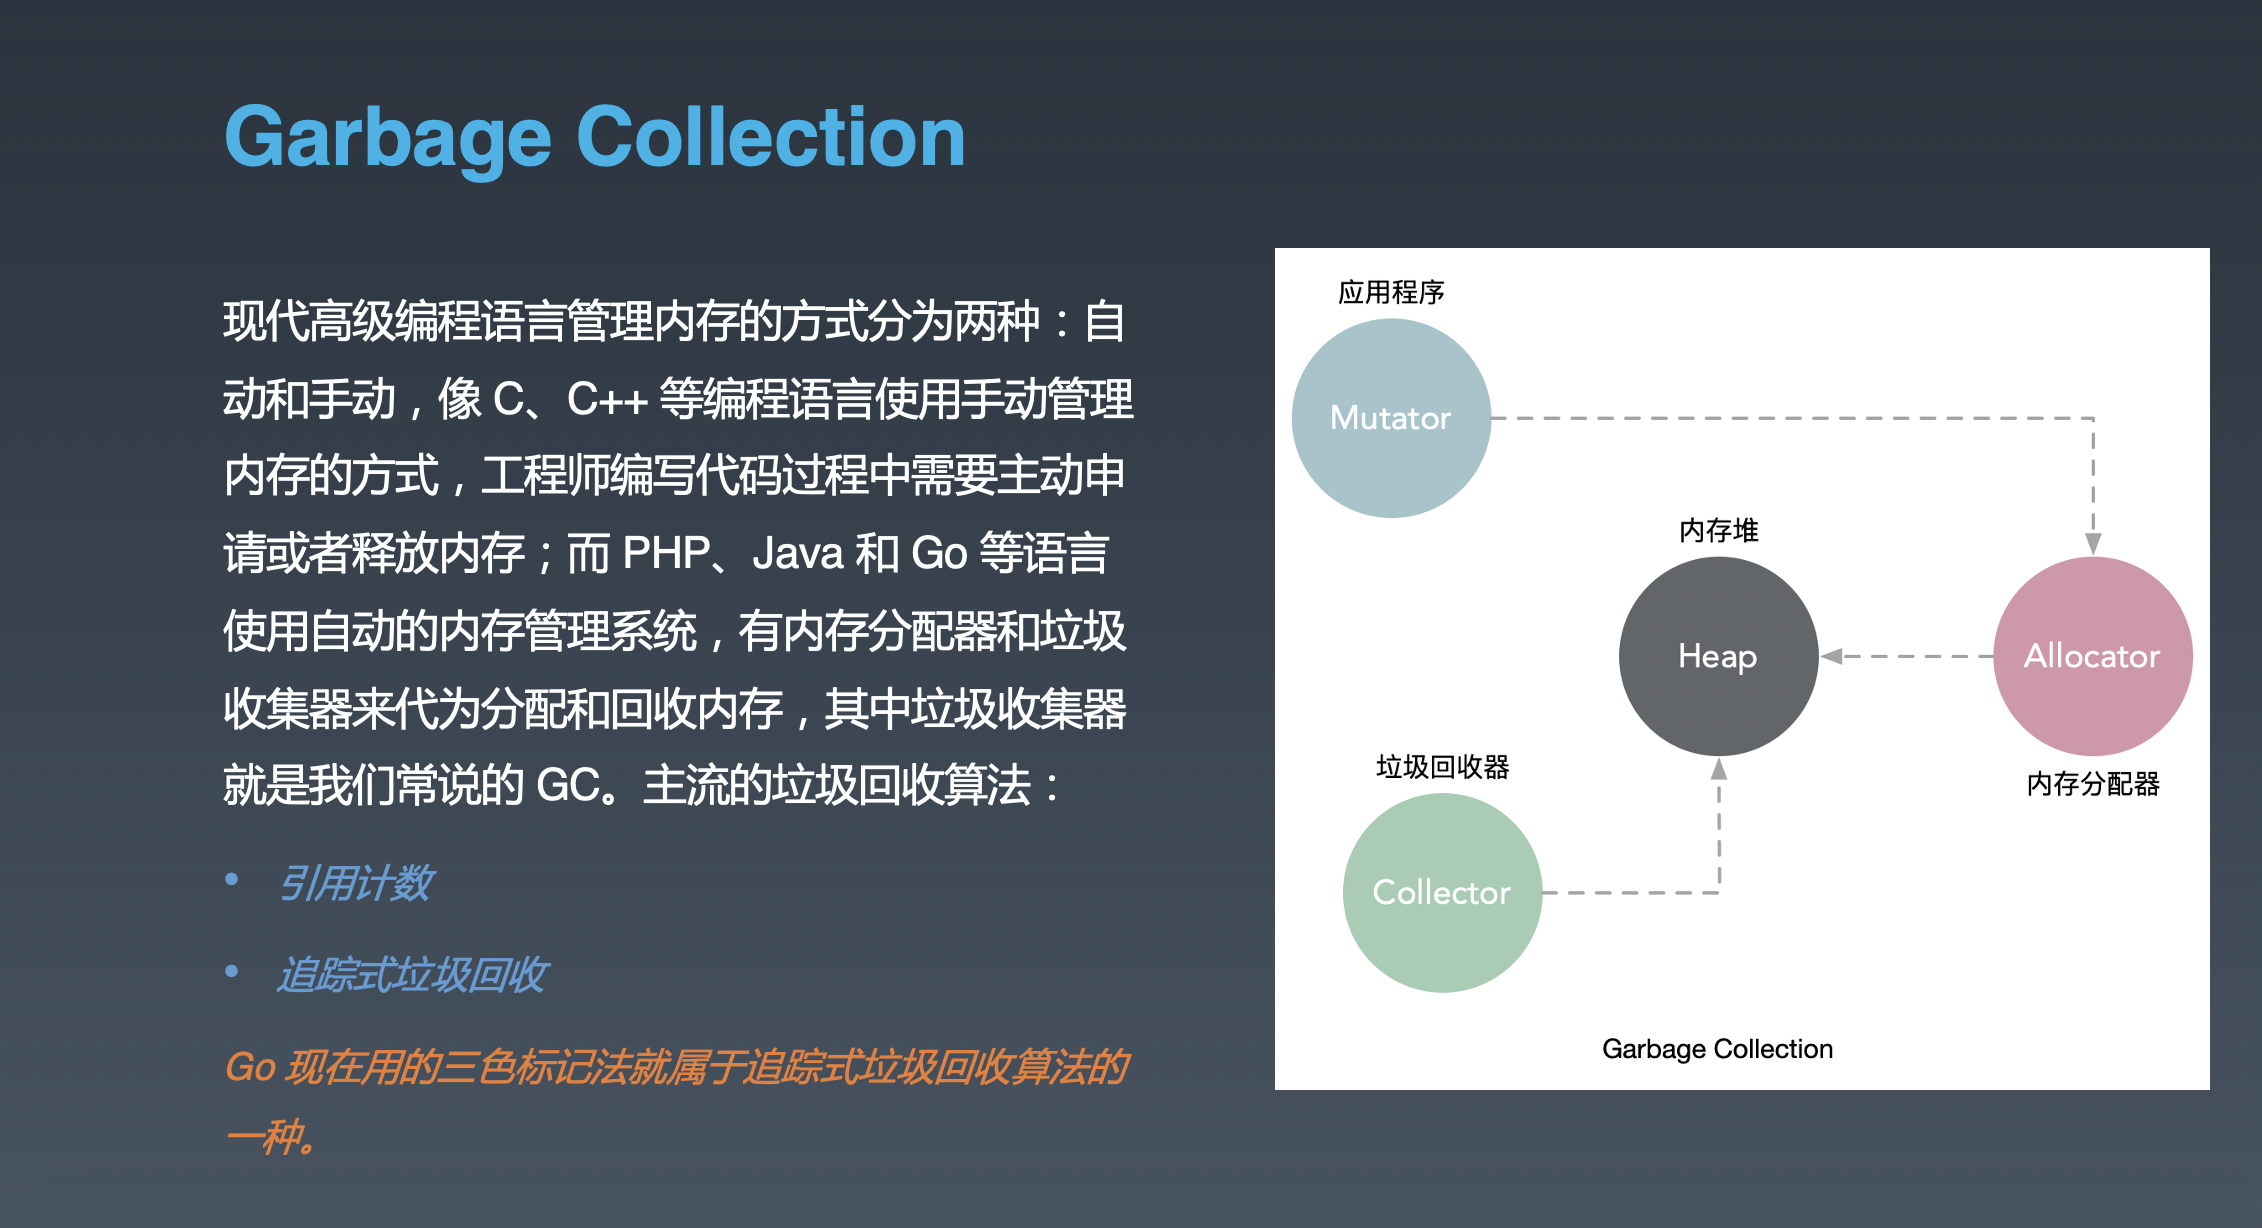 Garbage Collection
现代高级编程语言管理内存的方式分为两种：自
动和手动，像 C、C++ 等编程语言使用手动管理
内存的方式，工程师编写代码过程中需要主动申
请或者释放内存；而 PHP、Java 和 Go 等语言
使用自动的内存管理系统，有内存分配器和垃圾
收集器来代为分配和回收内存，其中垃圾收集器
就是我们常说的 GC。主流的垃圾回收算法：
• 引用计数
• 追踪式垃圾回收
Go 现在用的三色标记法就属于追踪式垃圾回收算法的
一种。
应用程序
Mutator
内存堆
Heap
Allocator
内存分配器
垃圾回收器
Collector
Garbage Collection